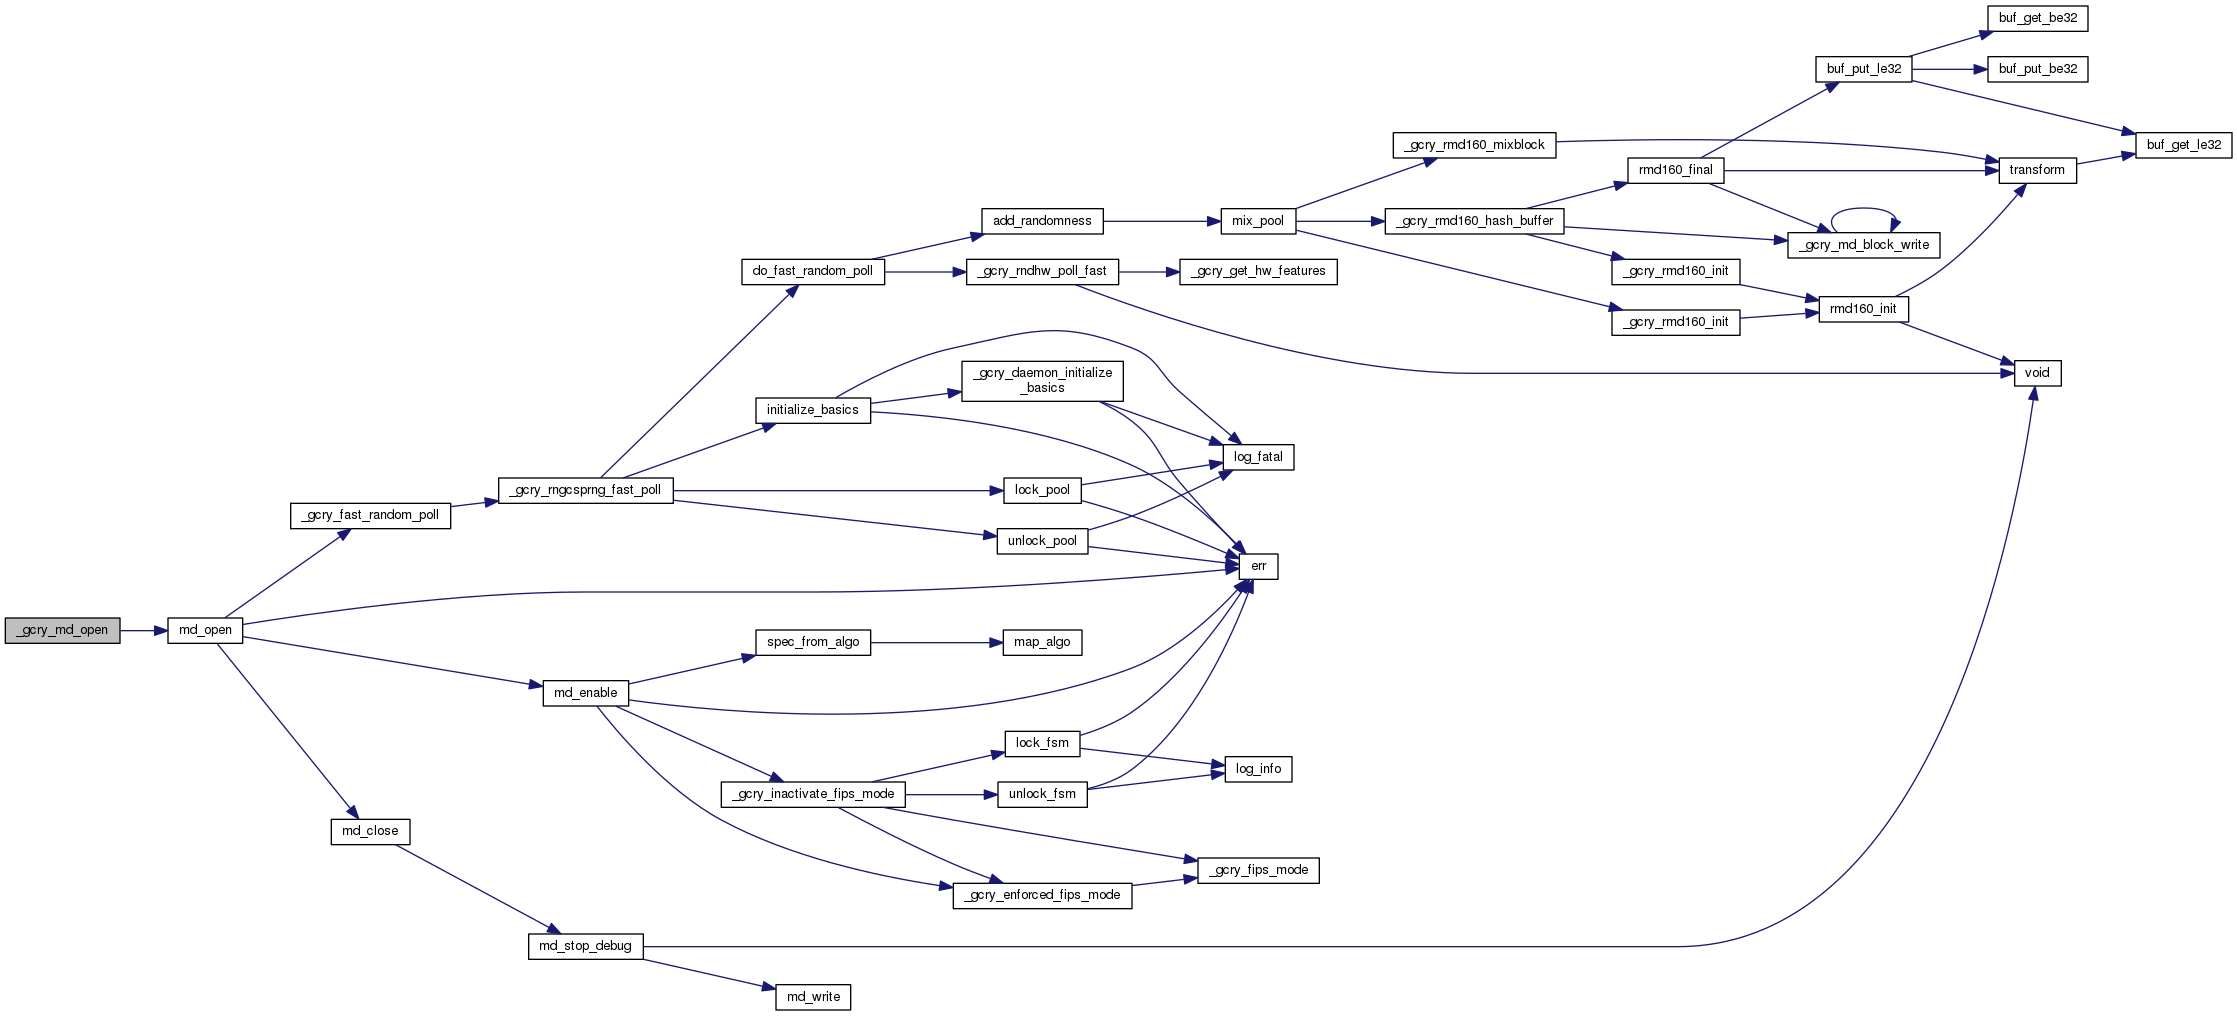 buf_get_be32
buf_put_le32
buf_put_be32
_gcry_rmd160_mixblock
buf_get_le32
rmd160_final
transform
add_randomness
mix_pool
_gcry_rmd160_hash_buffer
_gcry_md_block_write
do_fast_random_poll
_gcry_rndhw_poll_fast
_gcry_get_hw_features
_gcry_rmd160_init
rmd160_init
_gcry_rmd160_init
_gcry_daemon_initialize
_basics
void
initialize_basics
log_fatal
_gcry_rngcsprng_fast_poll
lock_pool
_gcry_fast_random_poll
unlock_pool
err
_gcry_md_open
md_open
spec_from_algo
map_algo
md_enable
lock_fsm
log_info
_gcry_inactivate_fips_mode
unlock_fsm
md_close
_gcry_fips_mode
_gcry_enforced_fips_mode
md_stop_debug
md_write